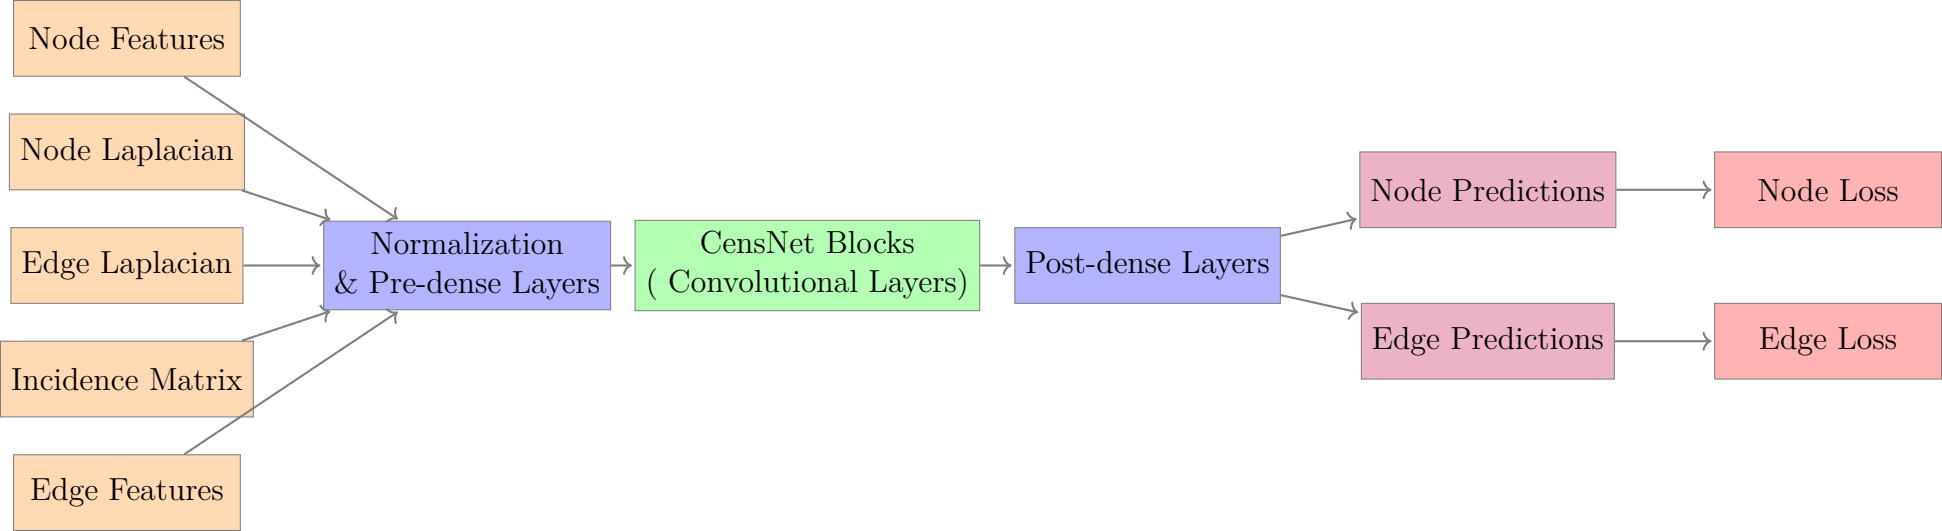 Node Features
Node Laplacian
Edge Laplacian
Incidence Matrix
Edge Features
Normalization
& Pre-dense Layers
CensNet Blocks
( Convolutional Layers)
Post-dense Layers
Node Predictions
Edge Predictions
Node Loss
Edge Loss